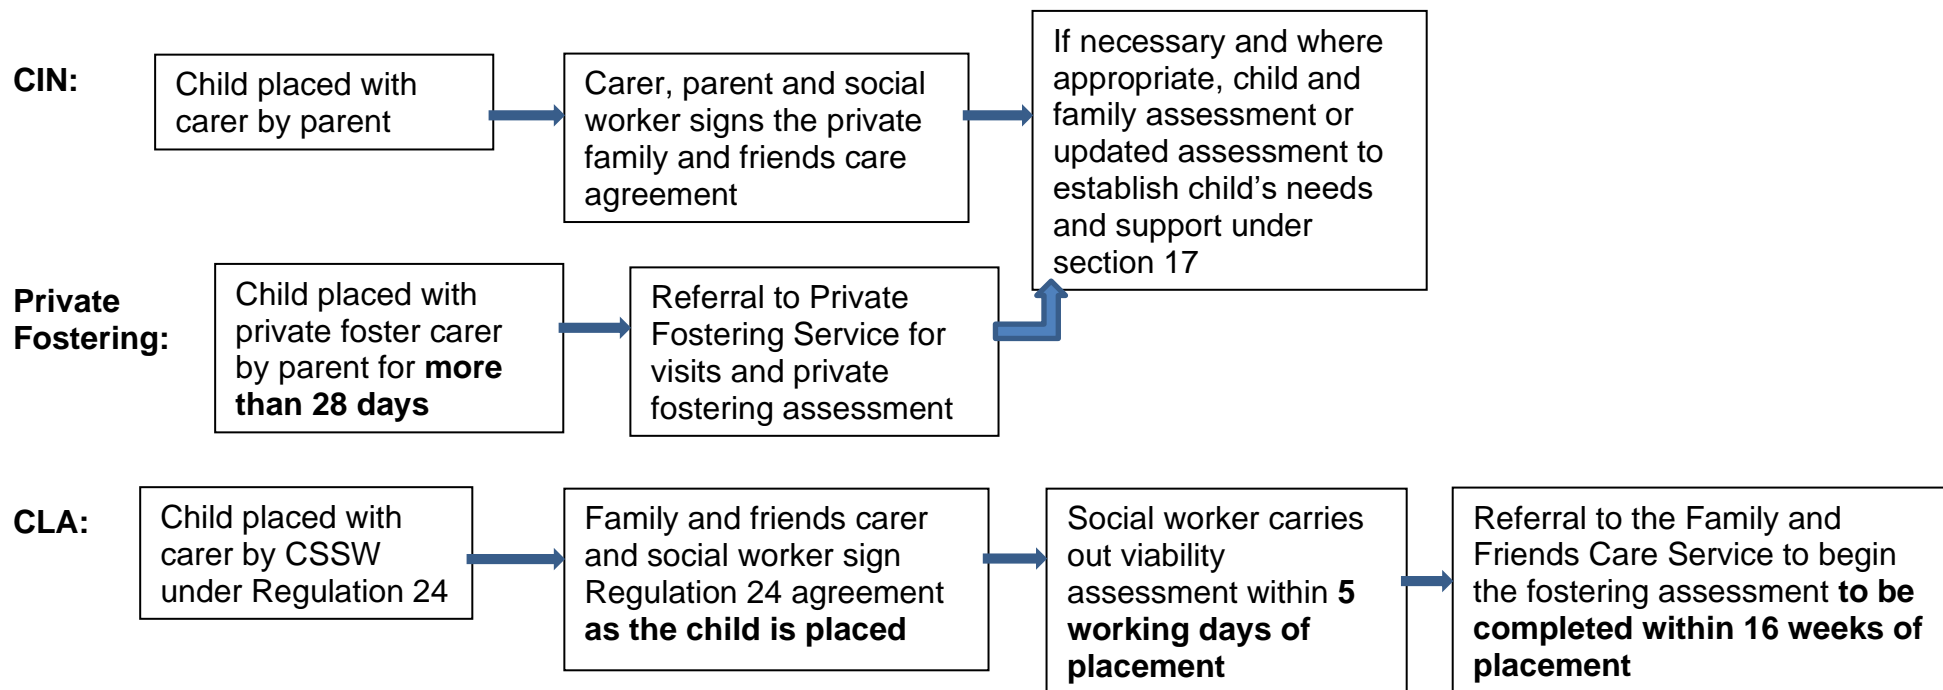 CIN:
Child placed with
carer by parent
Carer, parent and social
worker signs the private
family and friends care
agreement
If necessary and where
appropriate, child and
family assessment or
updated assessment to
establish child’s needs
and support under
section 17
Private
Fostering:
Child placed with
private foster carer
by parent for more
than 28 days
Referral to Private
Fostering Service for
visits and private
fostering assessment
CLA:
Child placed with
carer by CSSW
under Regulation 24
Family and friends carer
and social worker sign
Regulation 24 agreement
as the child is placed
Social worker carries
out viability
assessment within 5
working days of
placement
Referral to the Family and
Friends Care Service to begin
the fostering assessment to be
completed within 16 weeks of
placement